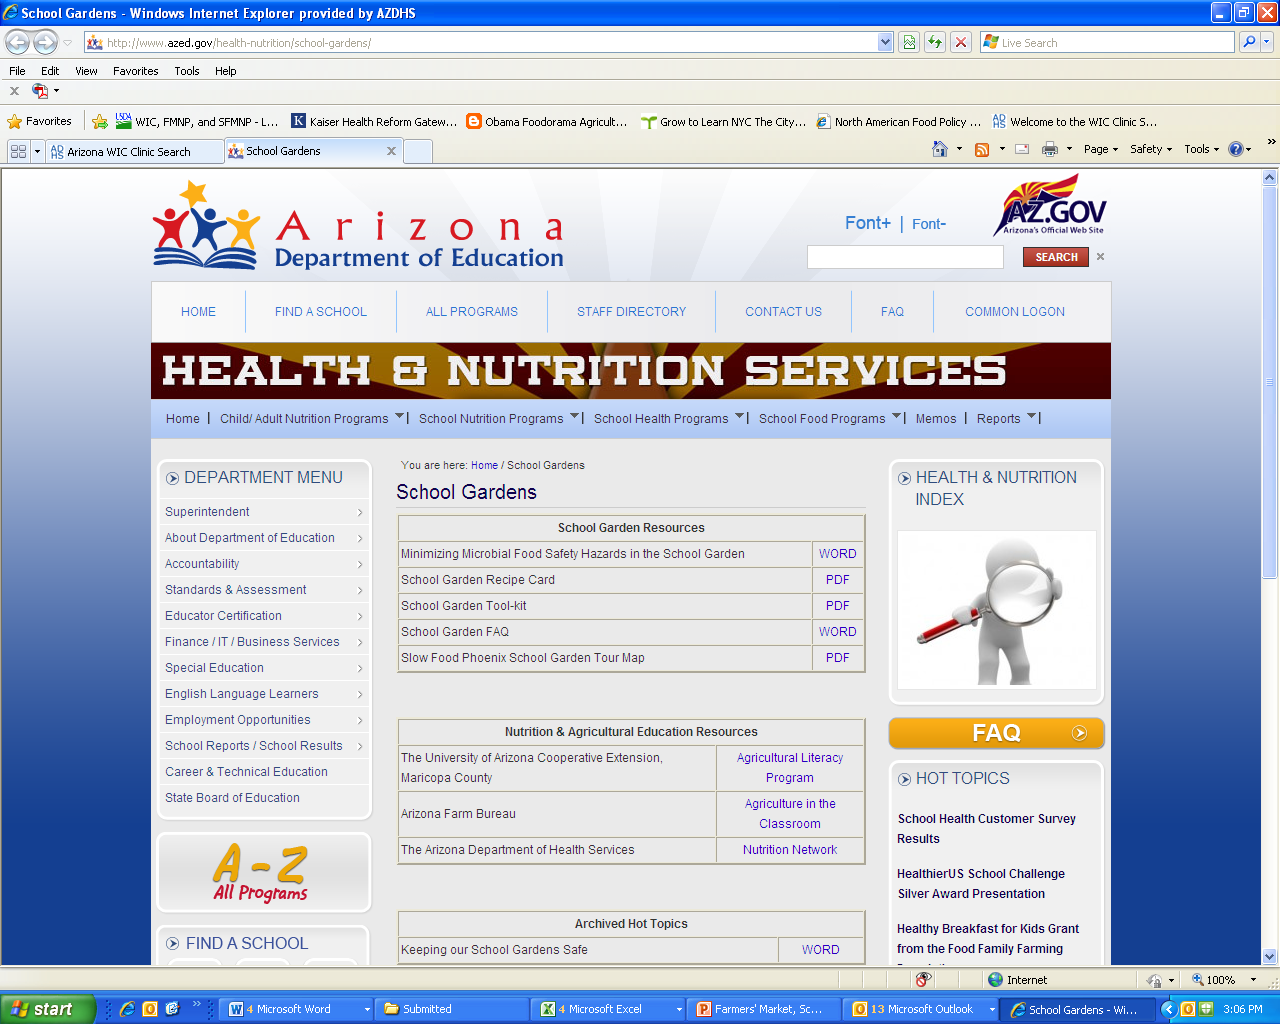 School Gardens - Windows Internet Explorer provided by AZDHS
http://www.azed.gov/health-nutrition/school-gardens/
Live Search
File Edit View Favorites Tools Help
Favorites
USDA WIC, FMNP, and SFMNP - L...
K Kaiser Health Reform Gatew...
Obama Foodorama Agricult...
Grow to Learn NYC The City...
North American Food Policy ...
Welcome to the WIC Clinic S...
Arizona WIC Clinic Search
School Gardens
Page Safety Tools
Arizona
Department of Education
Font+ | Font-
AZ.GOV
Arizona's Official Web Site
SEARCH
HOME FIND A SCHOOL ALL PROGRAMS STAFF DIRECTORY CONTACT US FAQ COMMON LOGON
HEALTH & NUTRITION SERVICES
Home | Child/ Adult Nutrition Programs | School Nutrition Programs | School Health Programs | School Food Programs | Memos | Reports |
DEPARTMENT MENU
Superintendent
About Department of Education
Accountability
Standards & Assessment
Educator Certification
Finance / IT / Business Services
Special Education
English Language Learners
Employment Opportunities
School Reports / School Results
Career & Technical Education
State Board of Education
A-Z
All Programs
FIND A SCHOOL
You are here: Home / School Gardens
School Gardens
School Garden Resources
Minimizing Microbial Food Safety Hazards in the School Garden WORD
School Garden Recipe Card PDF
School Garden Tool-kit PDF
School Garden FAQ WORD
Slow Food Phoenix School Garden Tour Map PDF
Nutrition & Agricultural Education Resources
The University of Arizona Cooperative Extension, Agricultural Literacy
Maricopa County Program
Arizona Farm Bureau Agriculture in the
Classroom
The Arizona Department of Health Services Nutrition Network
Archived Hot Topics
Keeping our School Gardens Safe WORD
HEALTH & NUTRITION
INDEX
FAQ
HOT TOPICS
School Health Customer Survey
Results
HealthierUS School Challenge
Silver Award Presentation
Healthy Breakfast for Kids Grant
from the Food Family Farming
Internet
100%
start
4 Microsoft Word
Submitted
4 Microsoft Excel
Farmers' Market, Sc...
13 Microsoft Outlook
School Gardens - Wi...
3:06 PM